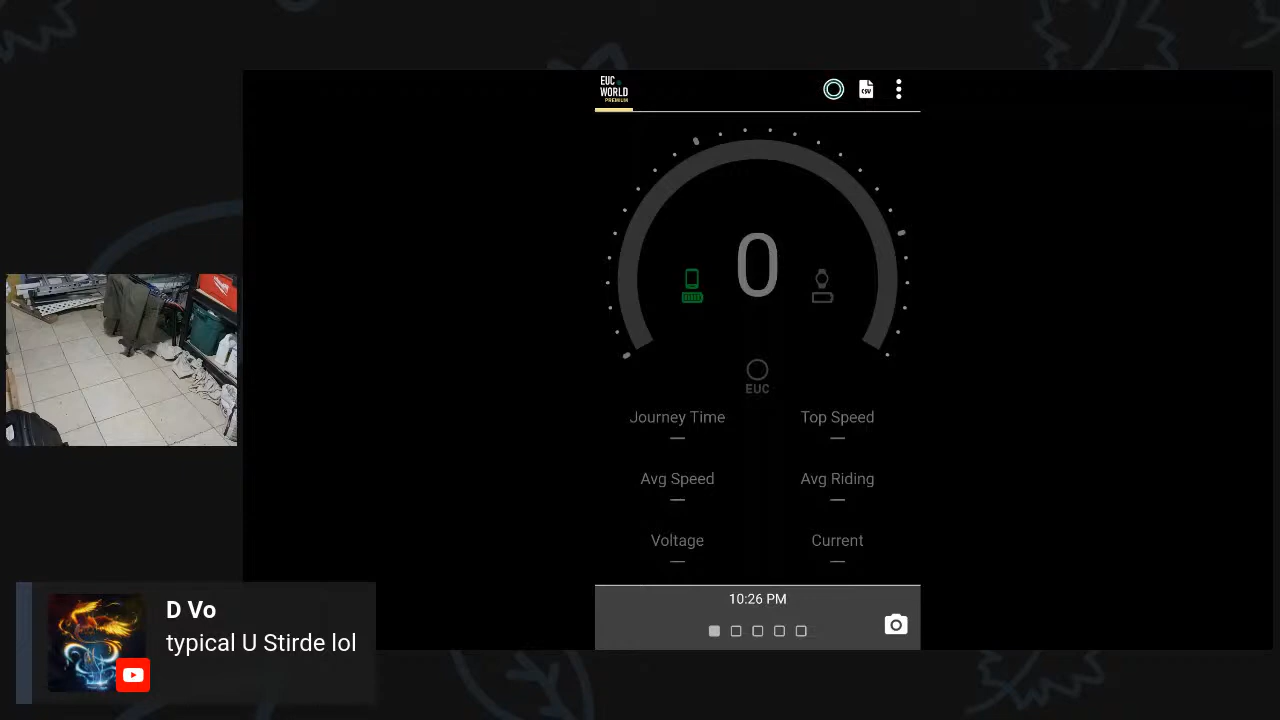 EUC
WORLD
PREMIUM
CSV
0
EUC
Journey Time
Top Speed
—
—
Avg Speed
Avg Riding
—
—
Voltage
Current
—
—
10:26 PM
D Vo
typical U Stirde lol